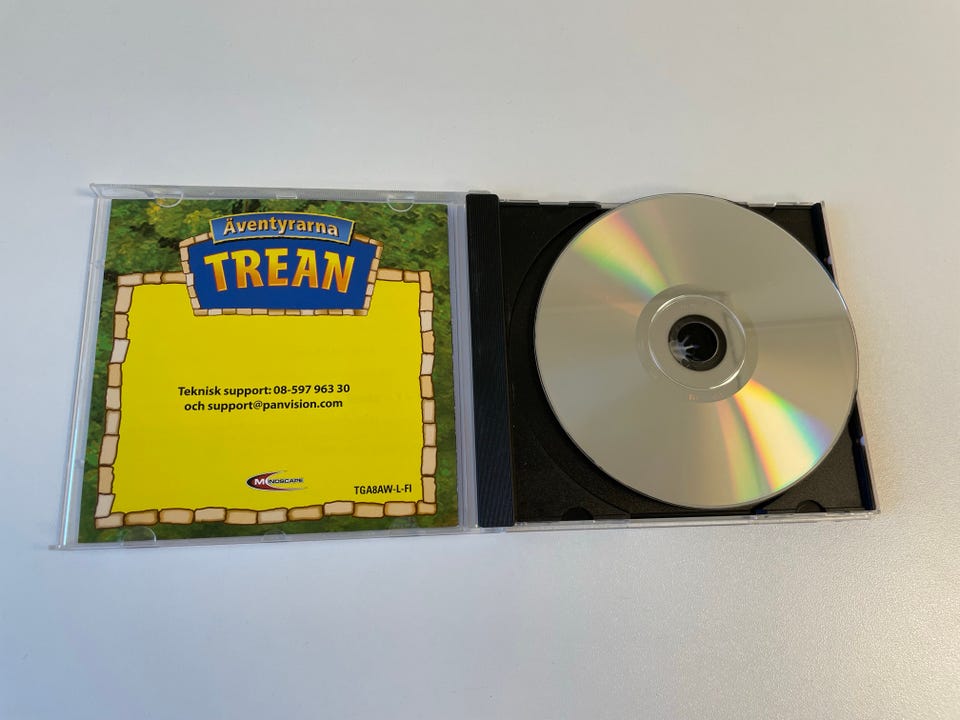 Äventyrarna
TREAN
Teknisk support: 08-597 963 30
och support@panvision.com
MINDSCAPE
TGA8AW-L-FI